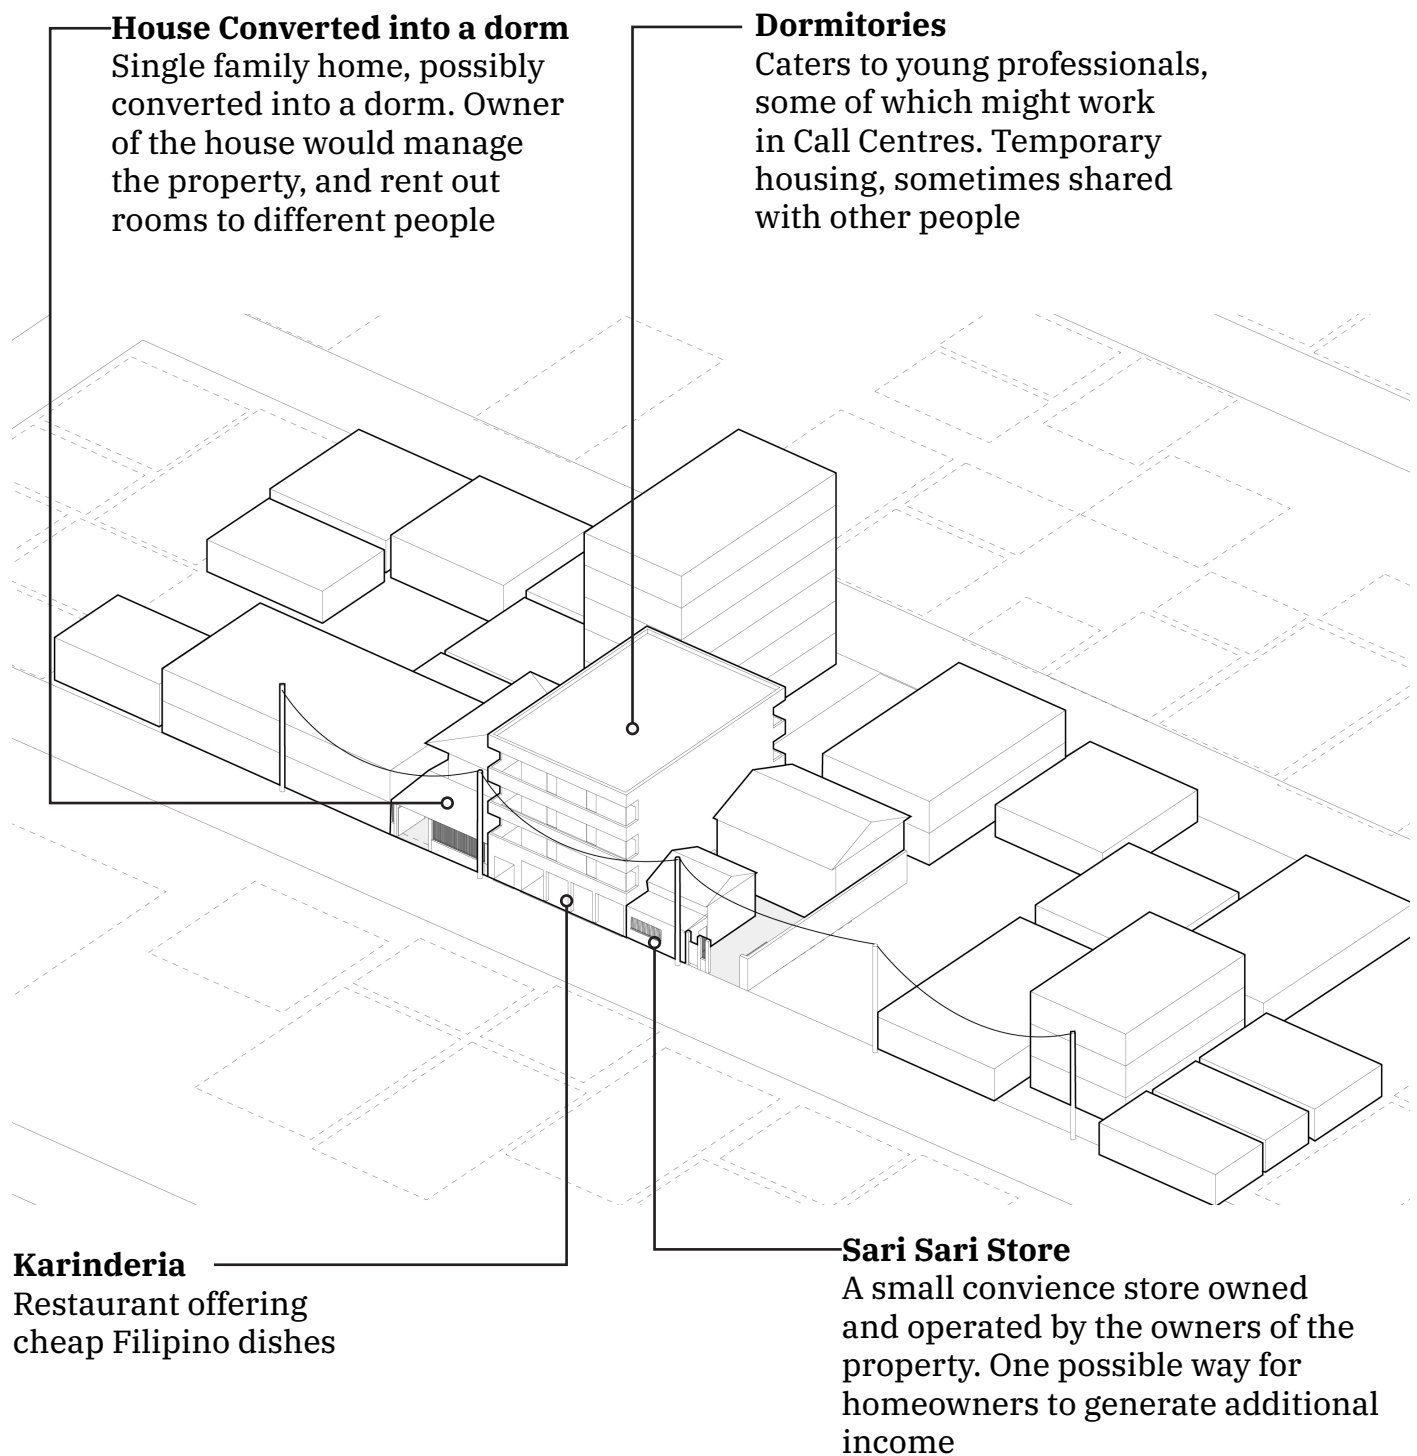 House Converted into a dorm
Single family home, possibly
converted into a dorm. Owner
of the house would manage
the property, and rent out
rooms to different people
Dormitories
Caters to young professionals,
some of which might work
in Call Centres. Temporary
housing, sometimes shared
with other people
Karinderia
Restaurant offering
cheap Filipino dishes
Sari Sari Store
A small convience store owned
and operated by the owners of the
property. One possible way for
homeowners to generate additional
income